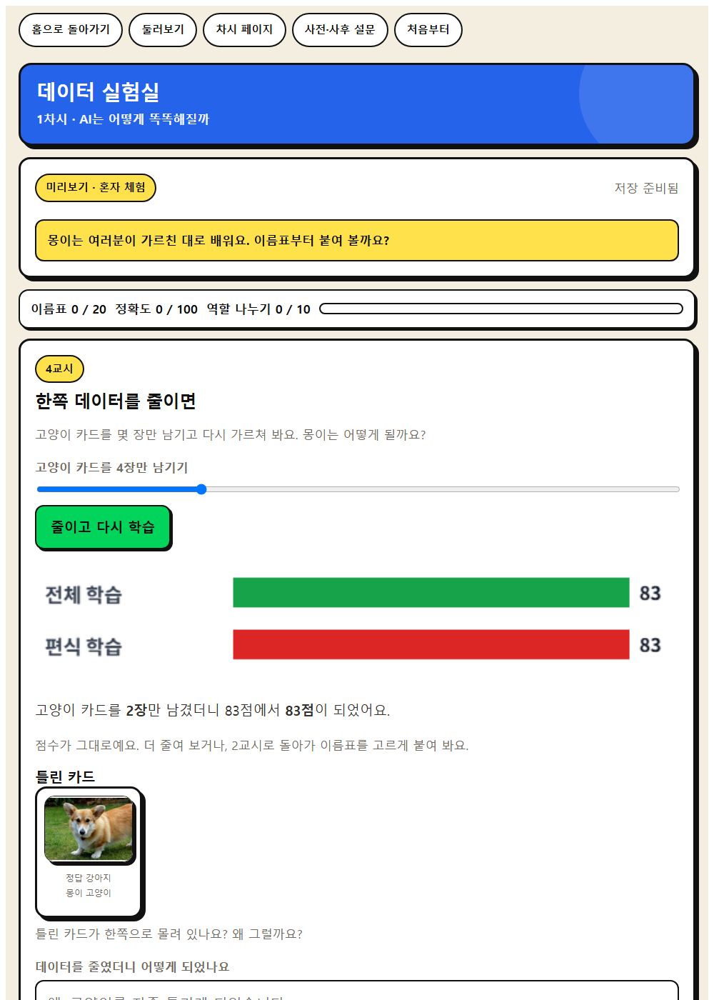 홈으로 돌아가기
둘러보기
차시 페이지
사전·사후 설문
처음부터
데이터 실험실
1차시 · AI는 어떻게 똑똑해질까
미리보기 · 혼자 체험
저장 준비됨
몽이는 여러분이 가르친 대로 배워요. 이름표부터 붙여 볼까요?
이름표 0 / 20 정확도 0 / 100 역할 나누기 0 / 10
4교시
한쪽 데이터를 줄이면
고양이 카드를 몇 장만 남기고 다시 가르쳐 봐요. 몽이는 어떻게 될까요?
고양이 카드를 4장만 남기기
줄이고 다시 학습
전체 학습 83
편식 학습 83
고양이 카드를 2장만 남겼더니 83점에서 83점이 되었어요.
점수가 그대로예요. 더 줄여 보거나, 2교시로 돌아가 이름표를 고르게 붙여 봐요.
틀린 카드
정답 강아지
몽이 고양이
틀린 카드가 한쪽으로 몰려 있나요? 왜 그럴까요?
데이터를 줄였더니 어떻게 되었나요